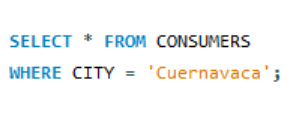 SELECT * FROM CONSUMERS
WHERE CITY = 'Cuernavaca';